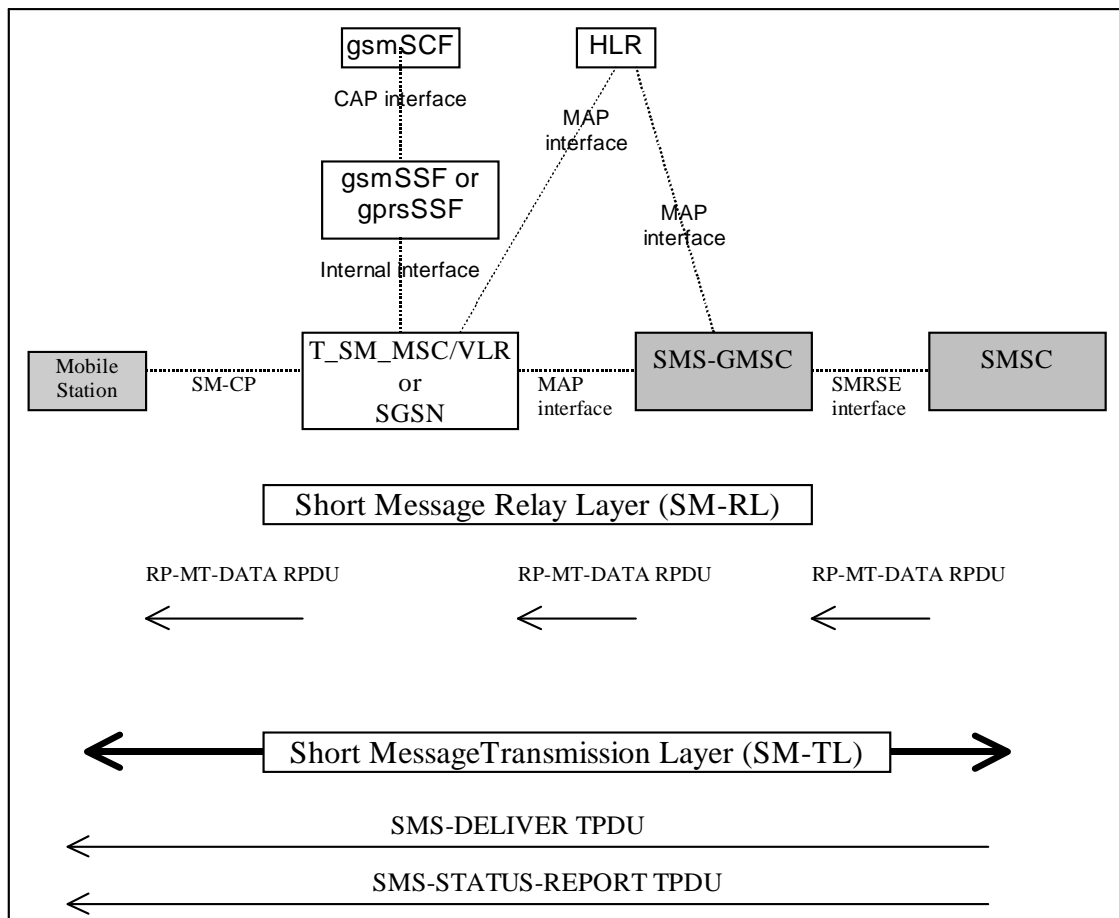 gsmSCF
HLR
CAP interface
MAP
interface
gsmSSF or
gprsSSF
MAP
interface
Internal Interface
T_SM_MSC/VLR
or
SGSN
SMS-GMSC
SMSC
Mobile
Station
SM-CP
MAP
interface
SMRSE
interface
Short Message Relay Layer (SM-RL)
RP-MT-DATA RPDU
RP-MT-DATA RPDU
RP-MT-DATA RPDU
Short MessageTransmission Layer (SM-TL)
SMS-DELIVER TPDU
SMS-STATUS-REPORT TPDU